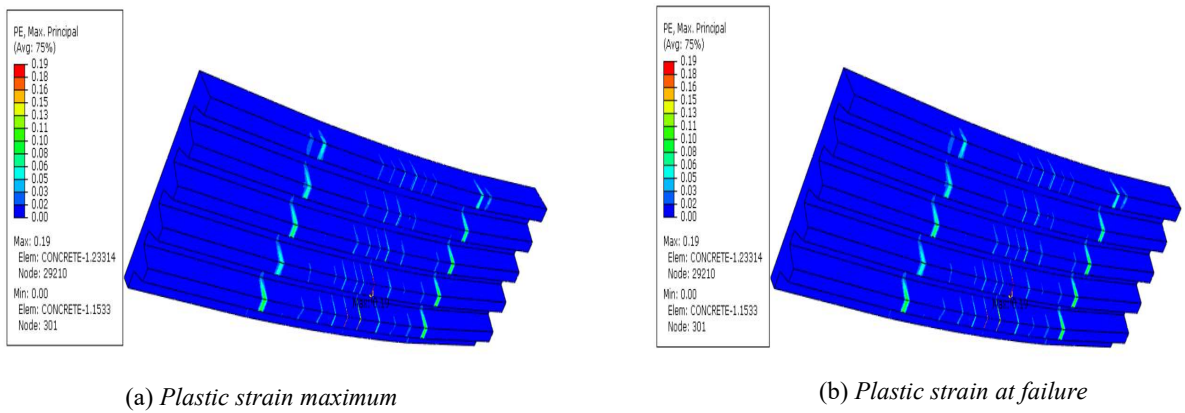 PE, Max. Principal
(Avg: 75%)
0.19
0.18
0.16
0.15
0.13
0.11
0.10
0.08
0.06
0.05
0.03
0.02
0.00
Max: 0.19
Elem: CONCRETE-1.23314
Node: 29210
Min: 0.00
Elem: CONCRETE-1.1533
Node: 301
(a) Plastic strain maximum
PE, Max. Principal
(Avg: 75%)
0.19
0.18
0.16
0.15
0.13
0.11
0.10
0.08
0.06
0.05
0.03
0.02
0.00
Max: 0.19
Elem: CONCRETE-1.23314
Node: 29210
Min: 0.00
Elem: CONCRETE-1.1533
Node: 301
(b) Plastic strain at failure